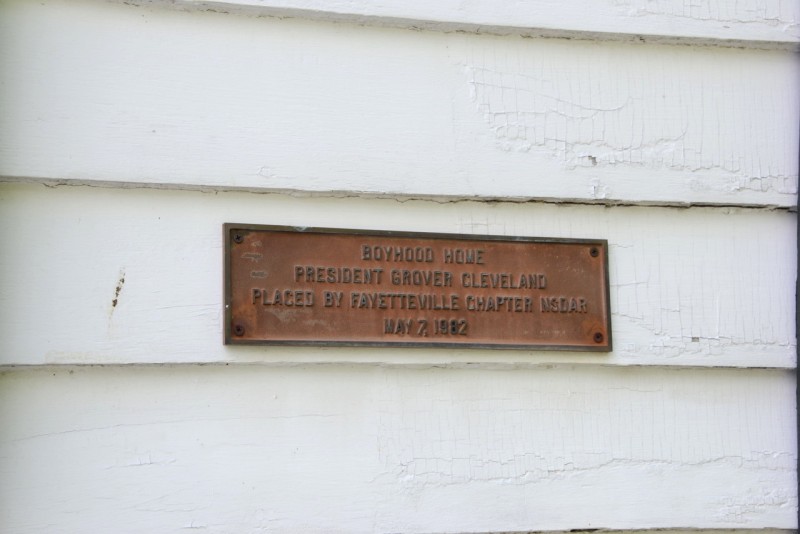 BOYHOOD HOME
PRESIDENT GROVER CLEVELAND
PLACED BY FAYETTEVILLE CHAPTER NSDAR
MAY 7, 1982